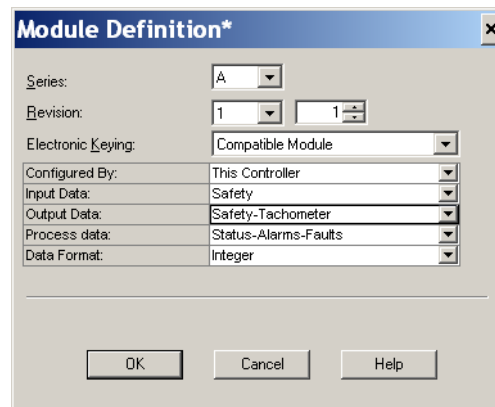 Module Definition*
Series: A
Revision: 1 1
Electronic Keying: Compatible Module
Configured By: This Controller
Input Data: Safety
Output Data: Safety-Tachometer
Process data: Status-Alarms-Faults
Data Format: Integer
OK Cancel Help